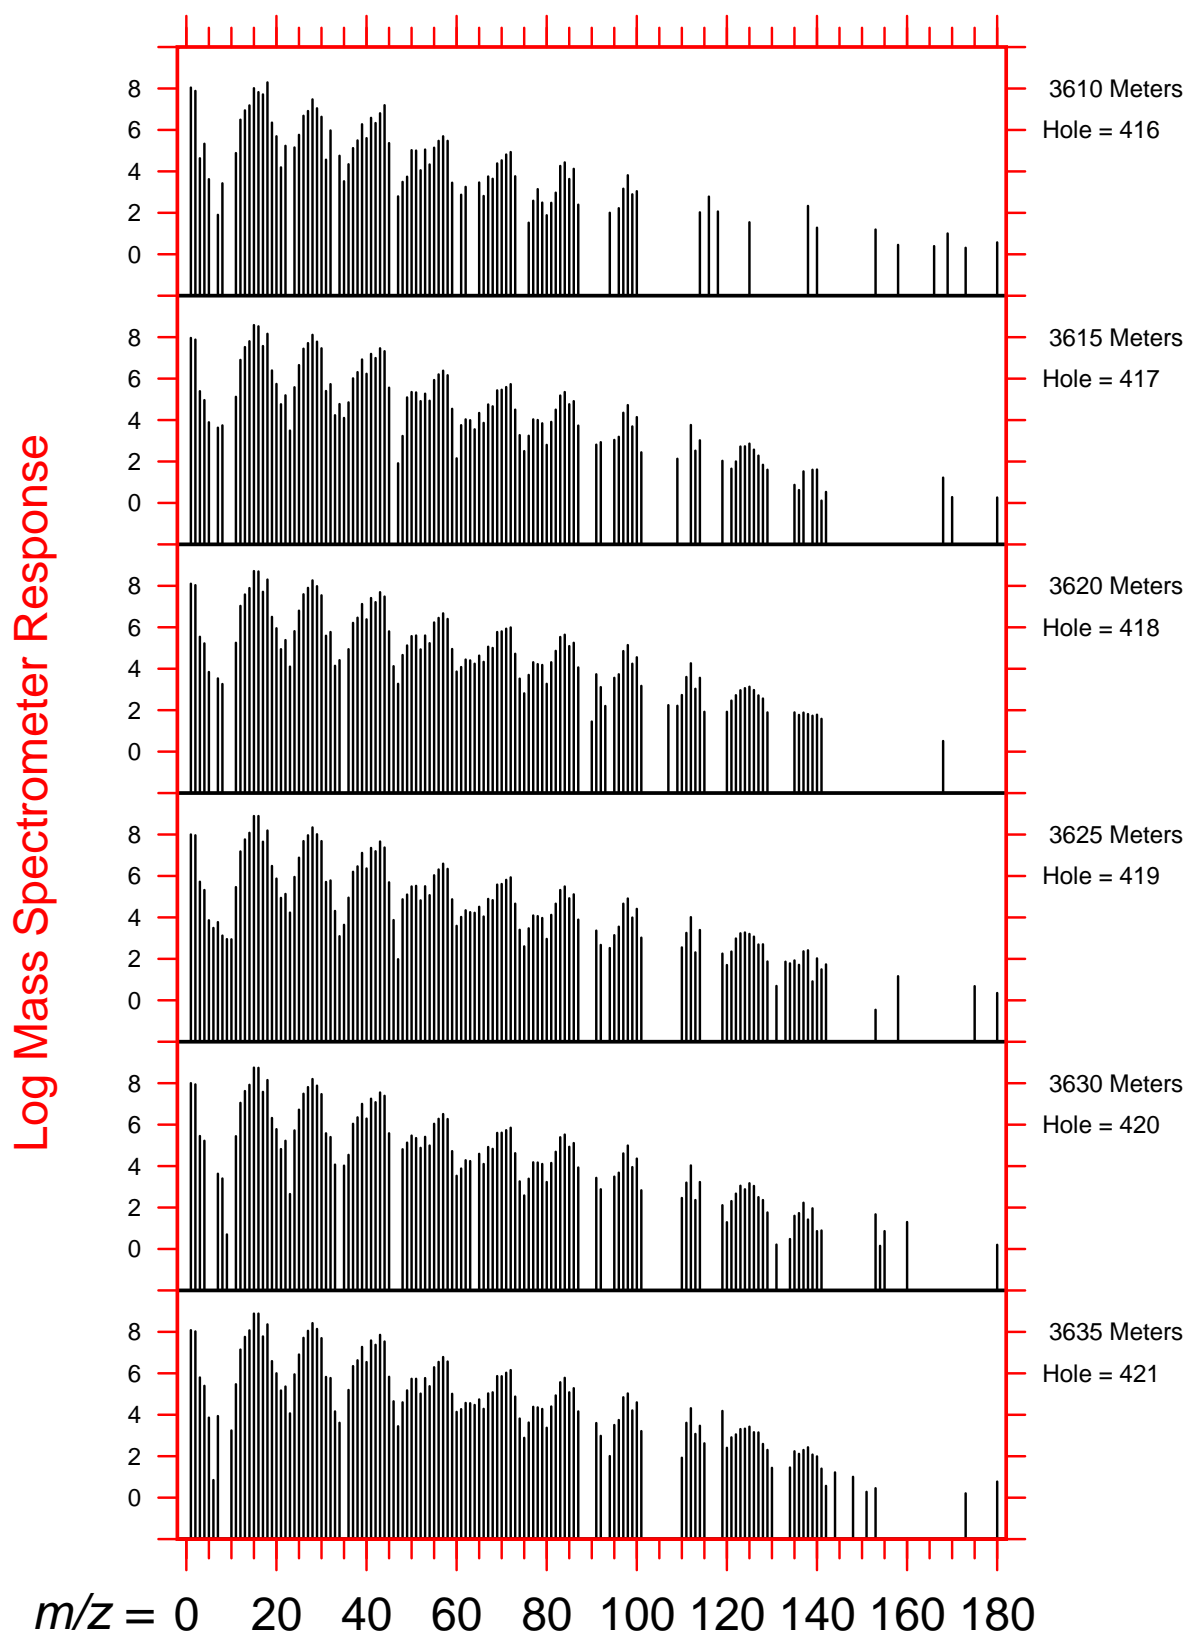 8
6
4
2
0
3610 Meters
Hole = 416
8
6
4
2
0
3615 Meters
Hole = 417
8
6
4
2
0
3620 Meters
Hole = 418
8
6
4
2
0
3625 Meters
Hole = 419
8
6
4
2
0
3630 Meters
Hole = 420
8
6
4
2
0
3635 Meters
Hole = 421
Log Mass Spectrometer Response
m/z = 0 20 40 60 80 100 120 140 160 180